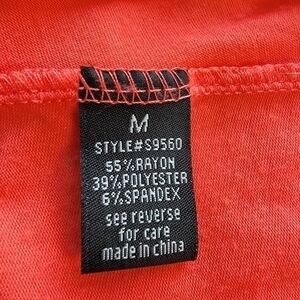 M
STYLE#S9560
55%RAYON
39%POLYESTER
6%SPANDEX
see reverse
for care
made in china